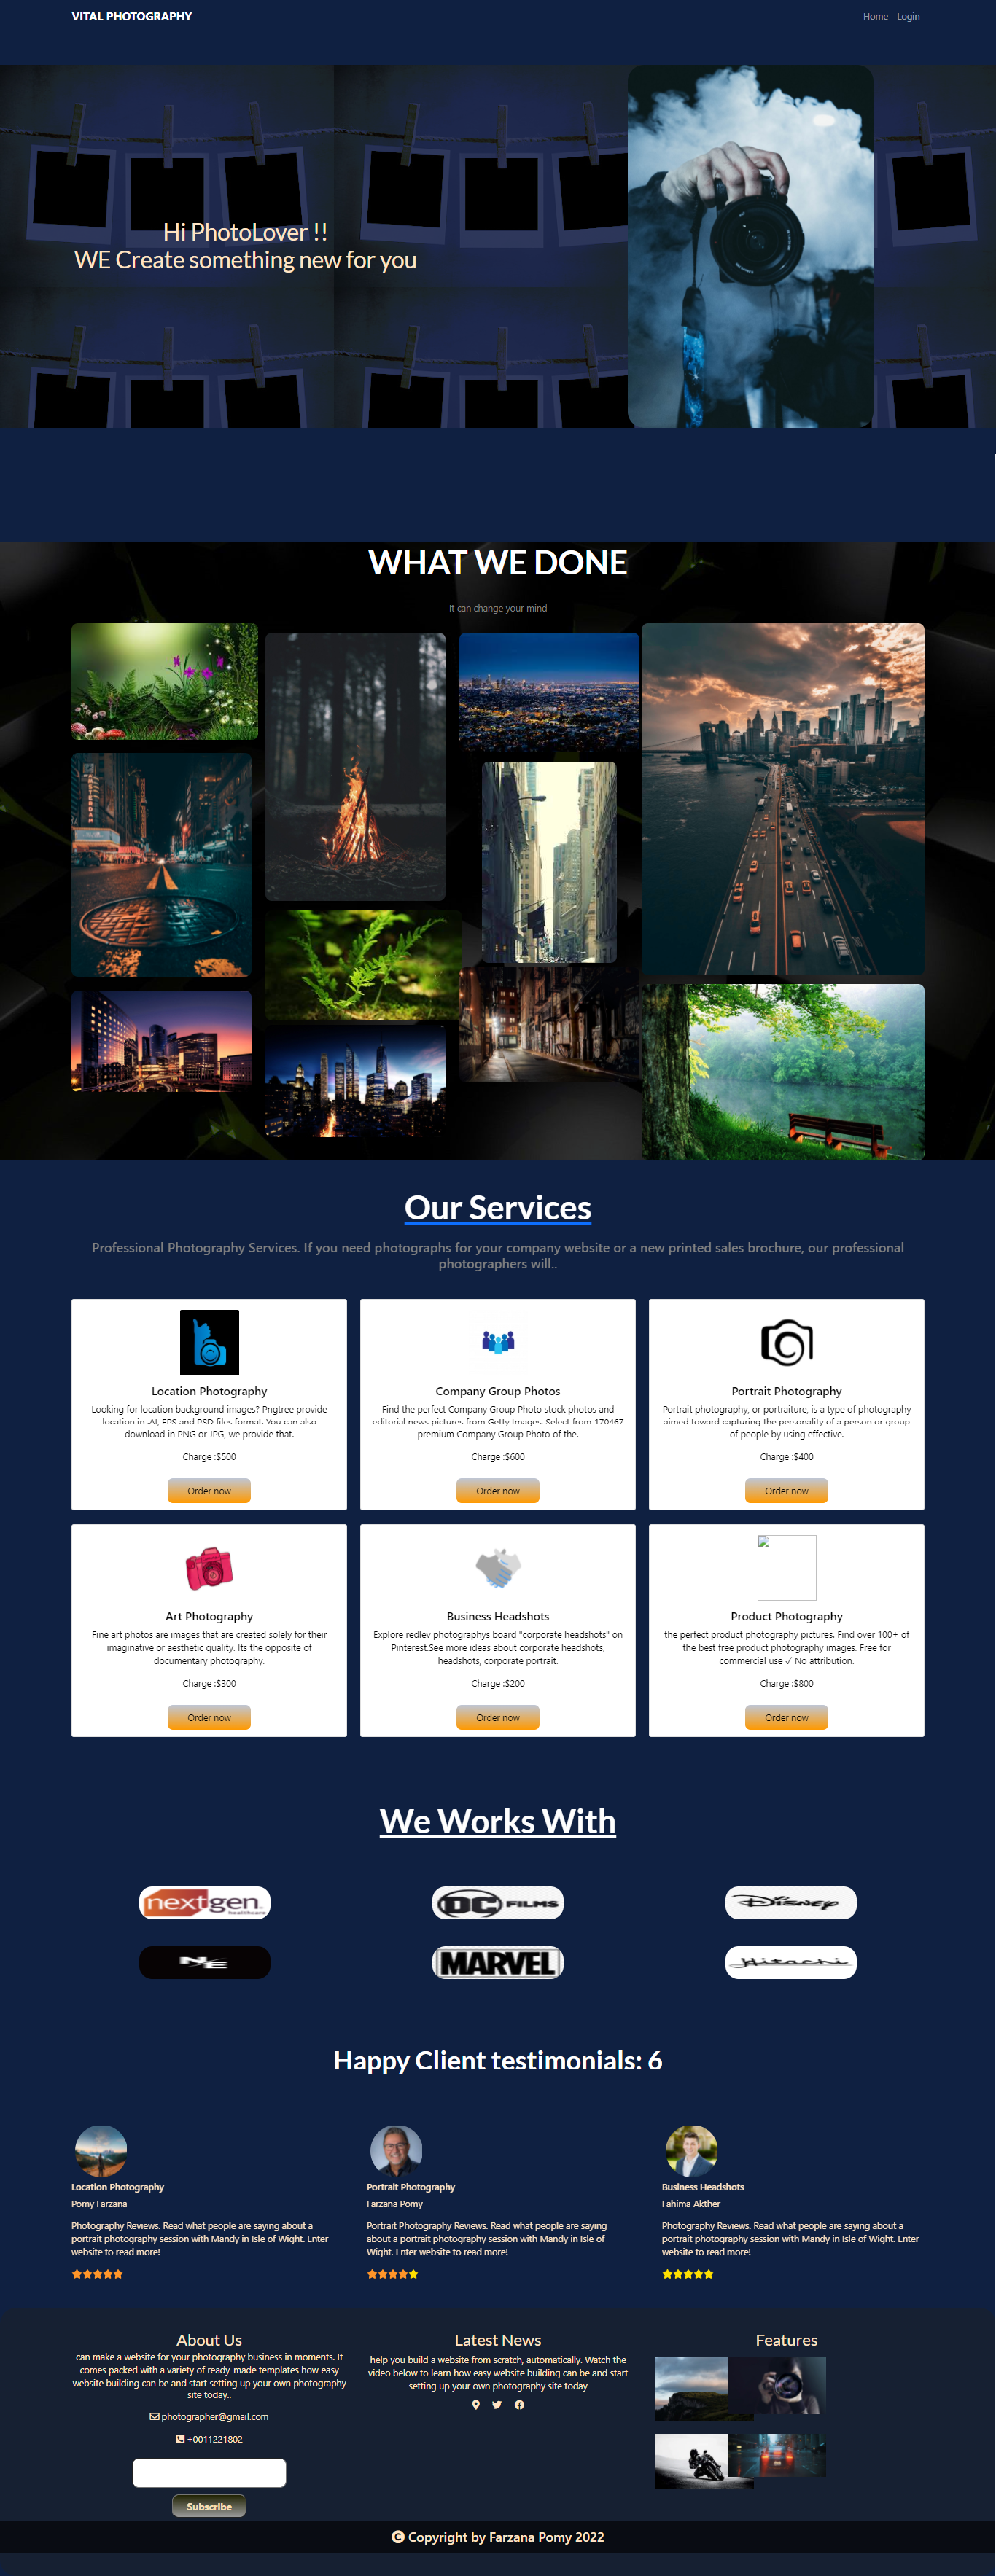 VITAL PHOTOGRAPHY
Home Login
Hi PhotoLover !!
WE Create something new for you
WHAT WE DONE
It can change your mind
Our Services
Professional Photography Services. If you need photographs for your company website or a new printed sales brochure, our professional
photographers will..
Location Photography
Looking for location background images? Pngtree provide
location in .AI, EPS and PSD files format. You can also
download in PNG or JPG, we provide that.
Charge :$500
Order now
Company Group Photos
Find the perfect Company Group Photo stock photos and
editorial news pictures from Getty Images. Select from 170467
premium Company Group Photo of the.
Charge :$600
Order now
Portrait Photography
Portrait photography, or portraiture, is a type of photography
aimed toward capturing the personality of a person or group
of people by using effective.
Charge :$400
Order now
Art Photography
Fine art photos are images that are created solely for their
imaginative or aesthetic quality. Its the opposite of
documentary photography.
Charge :$300
Order now
Business Headshots
Explore redlev photographys board "corporate headshots" on
Pinterest.See more ideas about corporate headshots,
headshots, corporate portrait.
Charge :$200
Order now
Product Photography
the perfect product photography pictures. Find over 100+ of
the best free product photography images. Free for
commercial use ✓ No attribution.
Charge :$800
Order now
We Works With
nextgen
healthcare
DC FILMS
Disney
NE
MARVEL
Hitachi
Happy Client testimonials: 6
Location Photography
Pomy Farzana
Photography Reviews. Read what people are saying about a
portrait photography session with Mandy in Isle of Wight. Enter
website to read more!
Portrait Photography
Farzana Pomy
Portrait Photography Reviews. Read what people are saying
about a portrait photography session with Mandy in Isle of
Wight. Enter website to read more!
Business Headshots
Fahima Akther
Photography Reviews. Read what people are saying about a
portrait photography session with Mandy in Isle of Wight. Enter
website to read more!
About Us
can make a website for your photography business in moments. It
comes packed with a variety of ready-made templates how easy
website building can be and start setting up your own photography
site today..
photographer@gmail.com
+0011221802
Subscribe
Latest News
help you build a website from scratch, automatically. Watch the
video below to learn how easy website building can be and start
setting up your own photography site today
Features
© Copyright by Farzana Pomy 2022